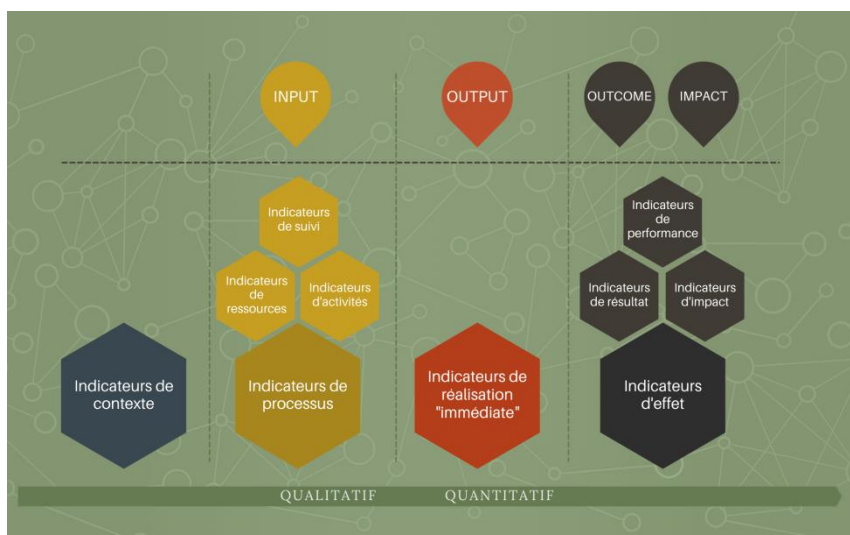 INPUT
OUTPUT
OUTCOME
IMPACT
Indicateurs
de suivi
Indicateurs
de
ressources
Indicateurs
d'activités
Indicateurs
de
performance
Indicateurs
de résultat
Indicateurs
d'impact
Indicateurs de
contexte
Indicateurs de
processus
Indicateurs de
réalisation
"immédiate"
Indicateurs
d'effet
QUALITATIF
QUANTITATIF